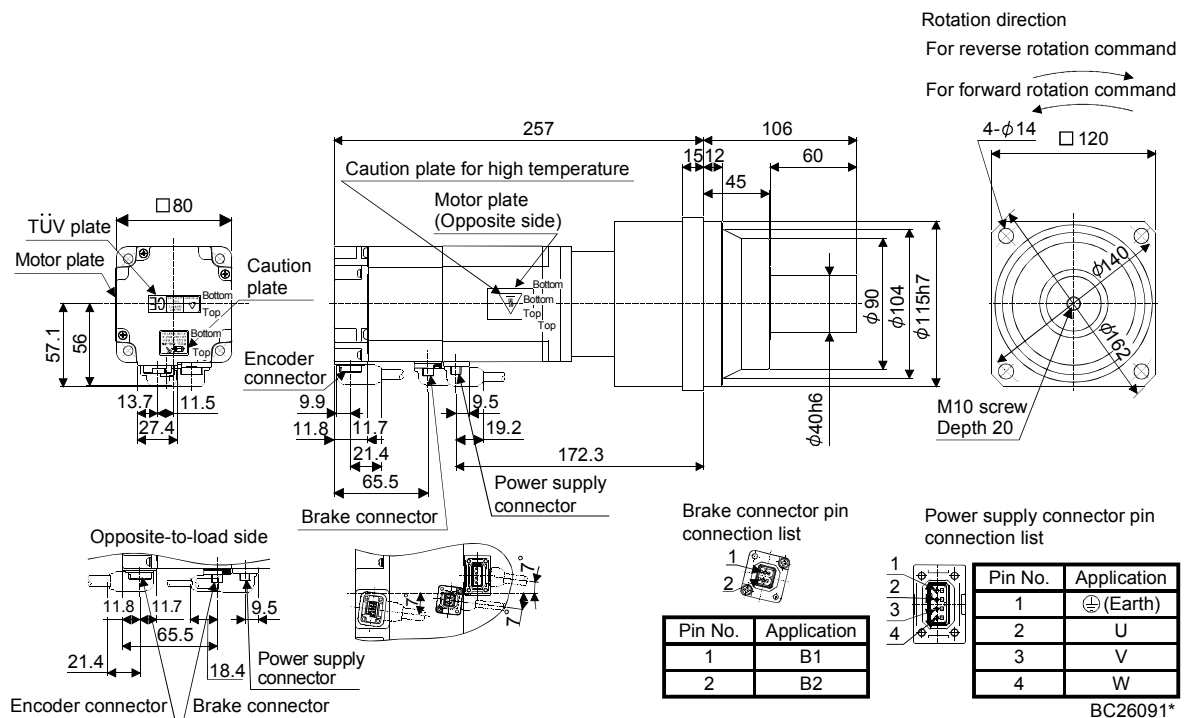 Rotation direction
For reverse rotation command
For forward rotation command
257
106
4-ϕ14
□120
15
12
60
Caution plate for high temperature
45
Motor plate
(Opposite side)
□80
TÜV plate
Motor plate
Caution
plate
Bottom
Top
Bottom
Top
Bottom
Bottom
Top
Top
57.1
56
ϕ90
ϕ104
ϕ115h7
ϕ140
ϕ162
Encoder
connector
13.7
11.5
27.4
9.9
11.8
11.7
21.4
65.5
9.5
19.2
172.3
ϕ40h6
M10 screw
Depth 20
Power supply
connector
Brake connector
Opposite-to-load side
11.8
11.7
9.5
65.5
21.4
18.4
Power supply
connector
Encoder connector
Brake connector
7°
7°
7°
Brake connector pin
connection list
1
2
Pin No. Application
1 B1
2 B2
Power supply connector pin
connection list
1
2
3
4
Pin No. Application
1 ⏚ (Earth)
2 U
3 V
4 W
BC26091*